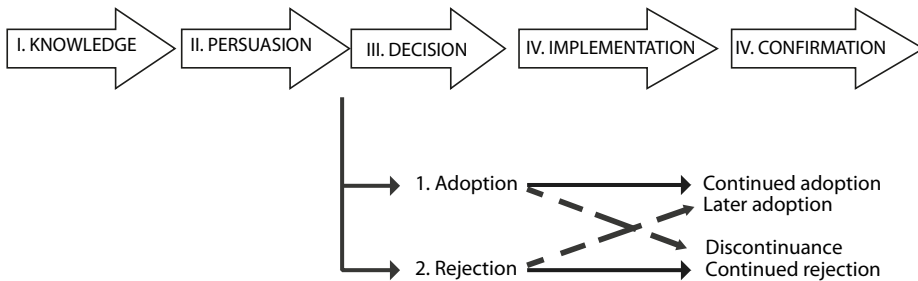 I. KNOWLEDGE
II. PERSUASION
III. DECISION
IV. IMPLEMENTATION
IV. CONFIRMATION
1. Adoption
Continued adoption
Later adoption
Discontinuance
2. Rejection
Continued rejection